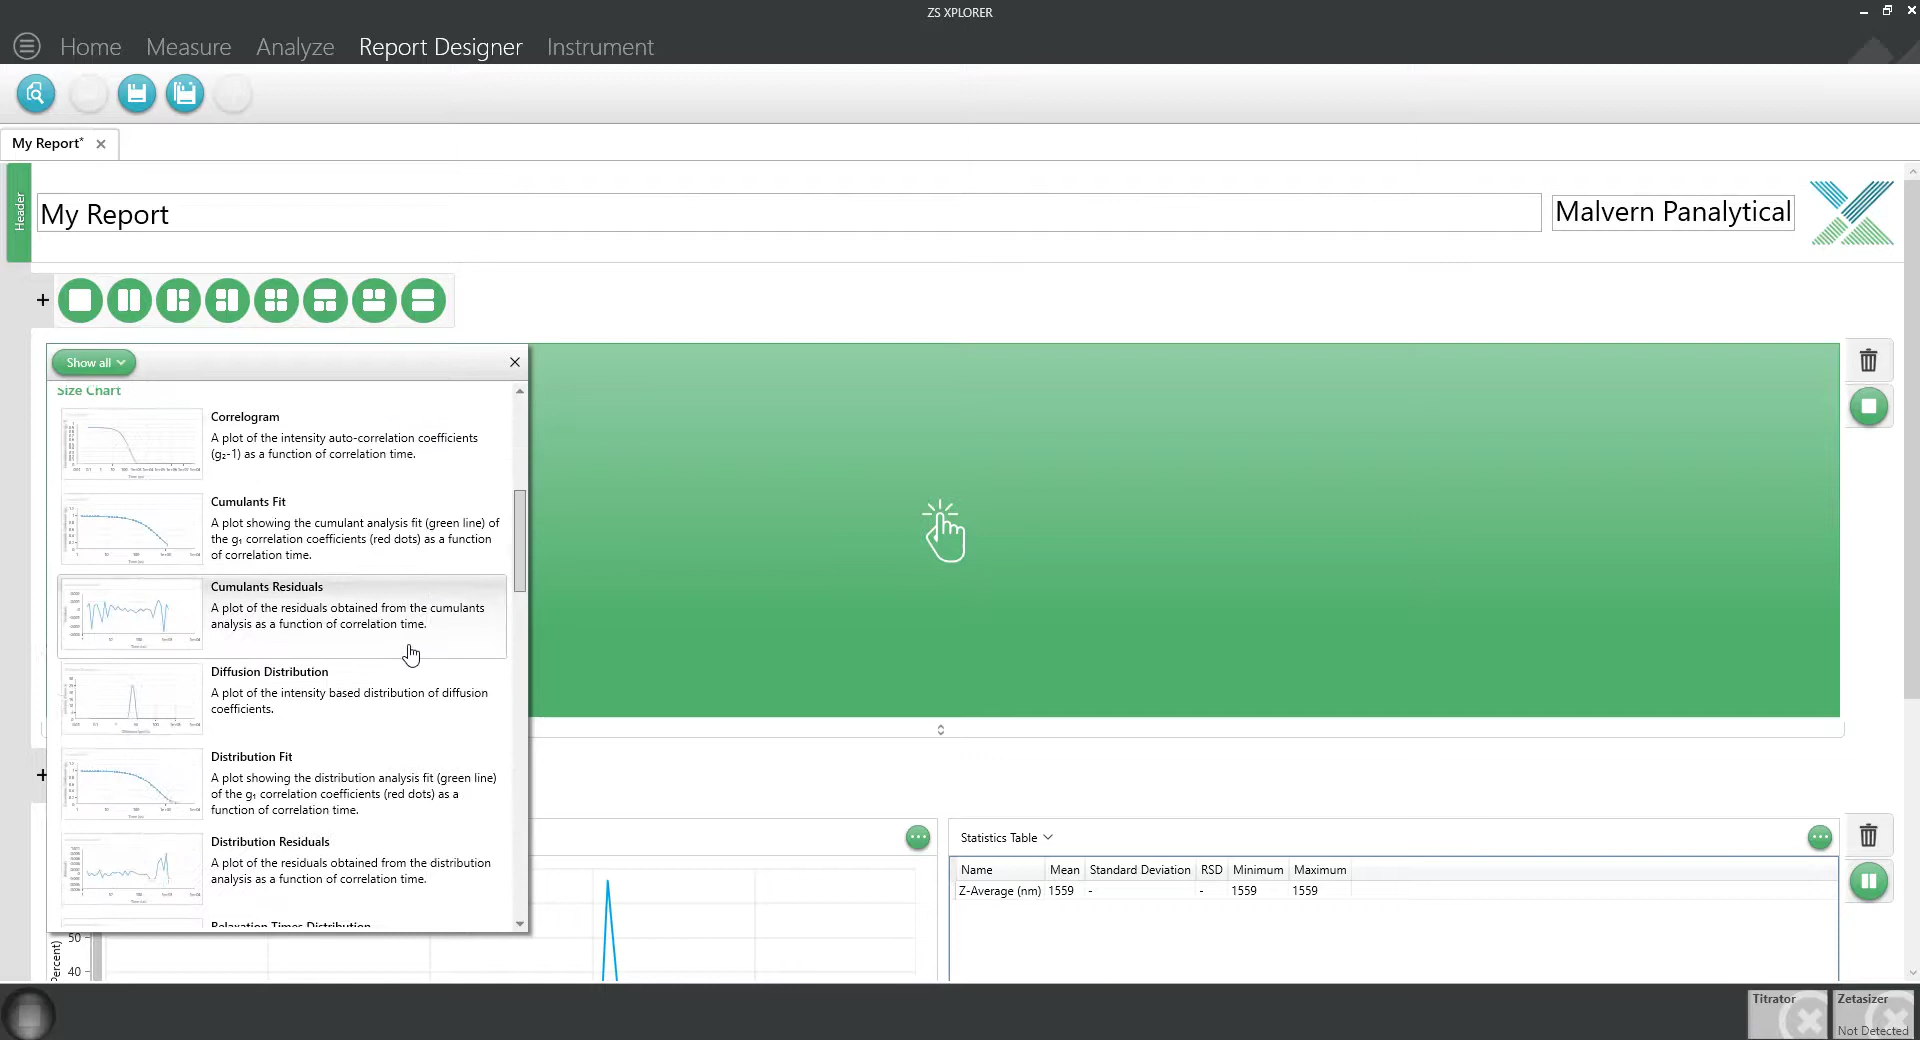 ZS XPLORER
Home Measure Analyze Report Designer Instrument
My Report*
Header
My Report
Malvern Panalytical
+
Show all
Size Chart
Correlogram
A plot of the intensity auto-correlation coefficients
(g₂-1) as a function of correlation time.
Cumulants Fit
A plot showing the cumulant analysis fit (green line) of
the g₁ correlation coefficients (red dots) as a function
of correlation time.
Cumulants Residuals
A plot of the residuals obtained from the cumulants
analysis as a function of correlation time.
Diffusion Distribution
A plot of the intensity based distribution of diffusion
coefficients.
Distribution Fit
A plot showing the distribution analysis fit (green line)
of the g₁ correlation coefficients (red dots) as a
function of correlation time.
Distribution Residuals
A plot of the residuals obtained from the distribution
analysis as a function of correlation time.
Relaxation Times Distribution
+
Percent)
50
40
Statistics Table
Name Mean Standard Deviation RSD Minimum Maximum
Z-Average (nm) 1559 - - 1559 1559
Titrator
Zetasizer
Not Detected